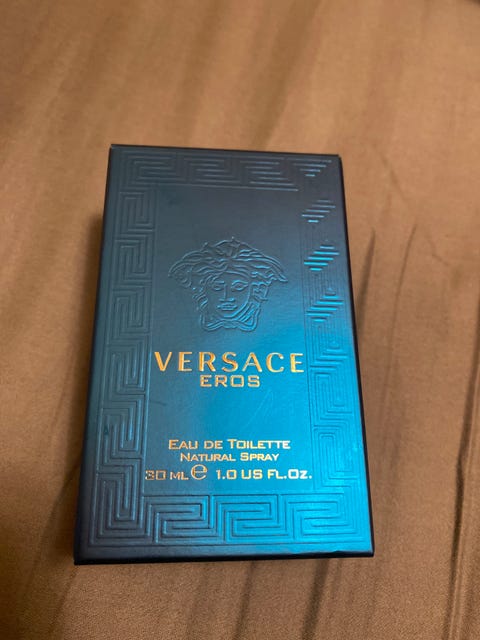 VERSACE
EROS
EAU DE TOILETTE
NATURAL SPRAY
30 ML ℮ 1.0 US FL.OZ.